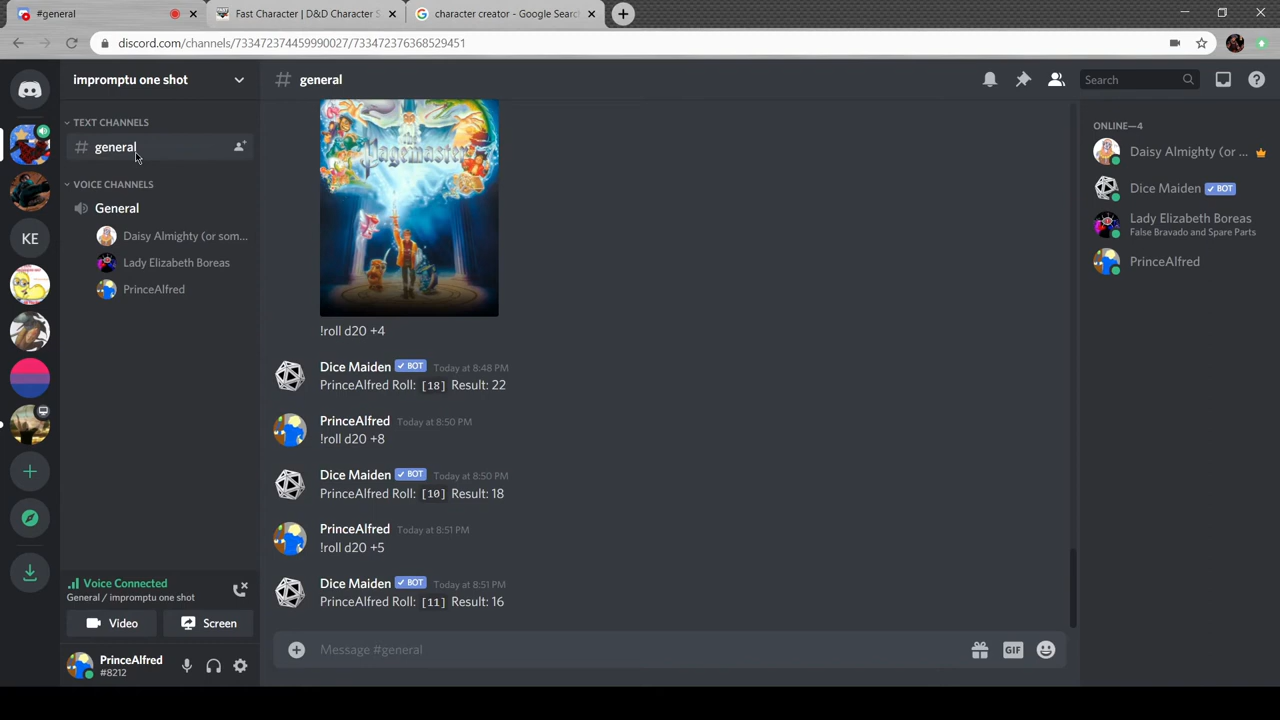 #general
Fast Character | D&D Character S
character creator - Google Search
discord.com/channels/733472374459990027/733472376368529451
impromptu one shot
general
Search
TEXT CHANNELS
general
VOICE CHANNELS
General
Daisy Almighty (or som...
Lady Elizabeth Boreas
PrinceAlfred
KE
the Pagemaster
!roll d20 +4
Dice Maiden BOT Today at 8:48 PM
PrinceAlfred Roll: [18] Result: 22
PrinceAlfred Today at 8:50 PM
!roll d20 +8
Dice Maiden BOT Today at 8:50 PM
PrinceAlfred Roll: [10] Result: 18
PrinceAlfred Today at 8:51 PM
!roll d20 +5
Dice Maiden BOT Today at 8:51 PM
PrinceAlfred Roll: [11] Result: 16
Message #general
GIF
Voice Connected
General / impromptu one shot
Video
Screen
PrinceAlfred
#8212
ONLINE—4
Daisy Almighty (or ...
Dice Maiden BOT
Lady Elizabeth Boreas
False Bravado and Spare Parts
PrinceAlfred